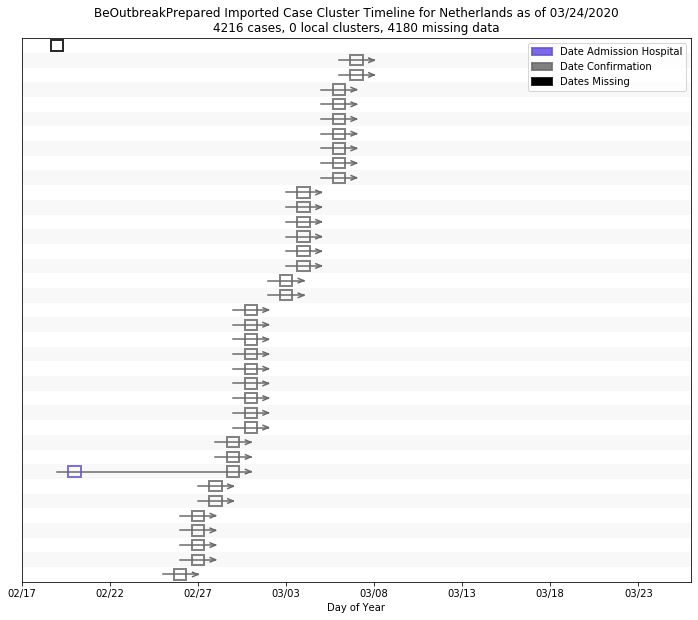 BeOutbreakPrepared Imported Case Cluster Timeline for Netherlands as of 03/24/2020
4216 cases, 0 local clusters, 4180 missing data
Date Admission Hospital
Date Confirmation
Dates Missing
02/17 02/22 02/27 03/03 03/08 03/13 03/18 03/23
Day of Year